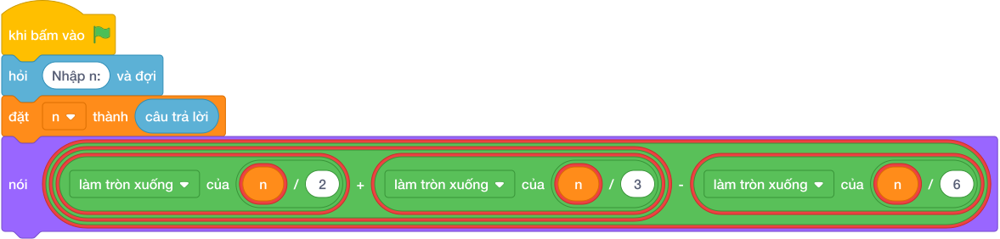 khi bấm vào
hỏi Nhập n: và đợi
đặt n thành câu trả lời
nói làm tròn xuống của n / 2 + làm tròn xuống của n / 3 - làm tròn xuống của n / 6